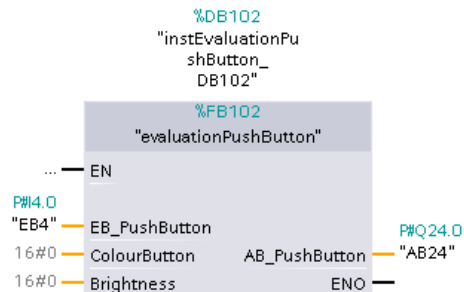 %DB102
"instEvaluationPu
shButton_
DB102"
%FB102
"evaluationPushButton"
... EN
P#I4.0
"EB4" EB_PushButton
P#Q24.0
16#0 ColourButton AB_PushButton "AB24"
16#0 Brightness ENO